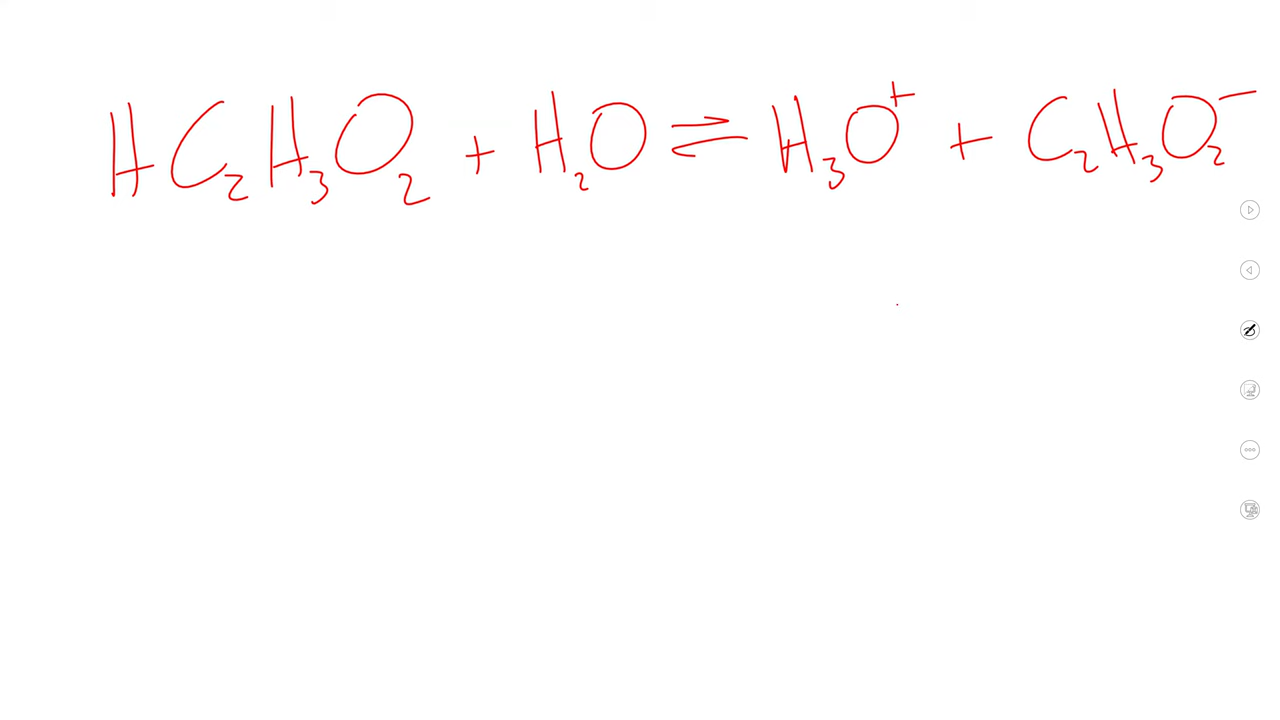 HC₂H₃O₂ + H₂O ⇌ H₃O⁺ + C₂H₃O₂⁻